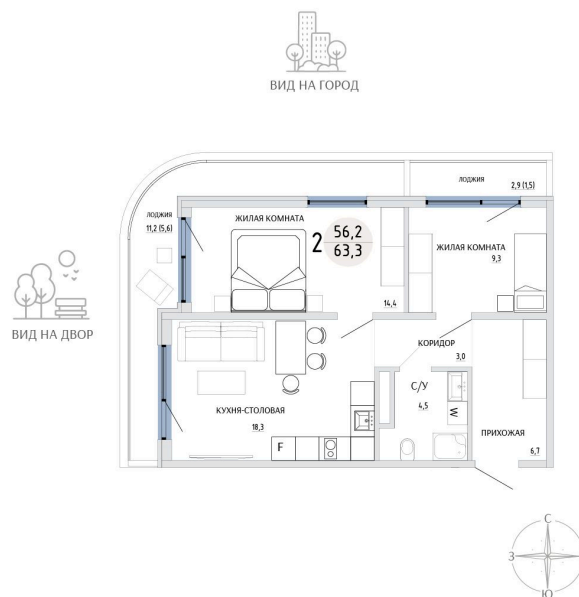 ВИД НА ГОРОД
ЛОДЖИЯ
2,9 (1,5)
ЛОДЖИЯ
11,2 (5,6)
ЖИЛАЯ КОМНАТА
2
56,2
63,3
14,4
ЖИЛАЯ КОМНАТА
9,3
ВИД НА ДВОР
КОРИДОР
3,0
КУХНЯ-СТОЛОВАЯ
18,3
F
С/У
4,5
W
ПРИХОЖАЯ
6,7
С
З
Ю